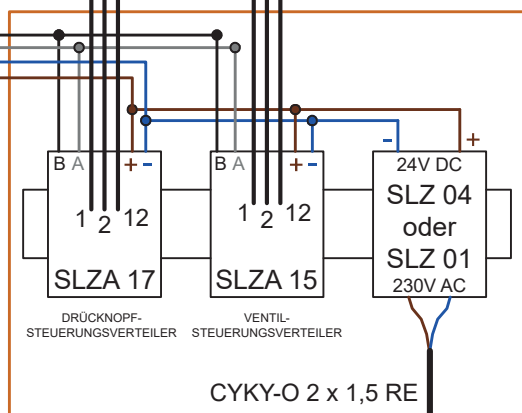 B A + − B A + − − +
24V DC
1 2 12 1 2 12 SLZ 04
oder
SLZ 01
SLZA 17 SLZA 15 230V AC
DRÜCKNOPF- VENTIL-
STEUERUNGSVERTEILER STEUERUNGSVERTEILER
CYKY-O 2 x 1,5 RE